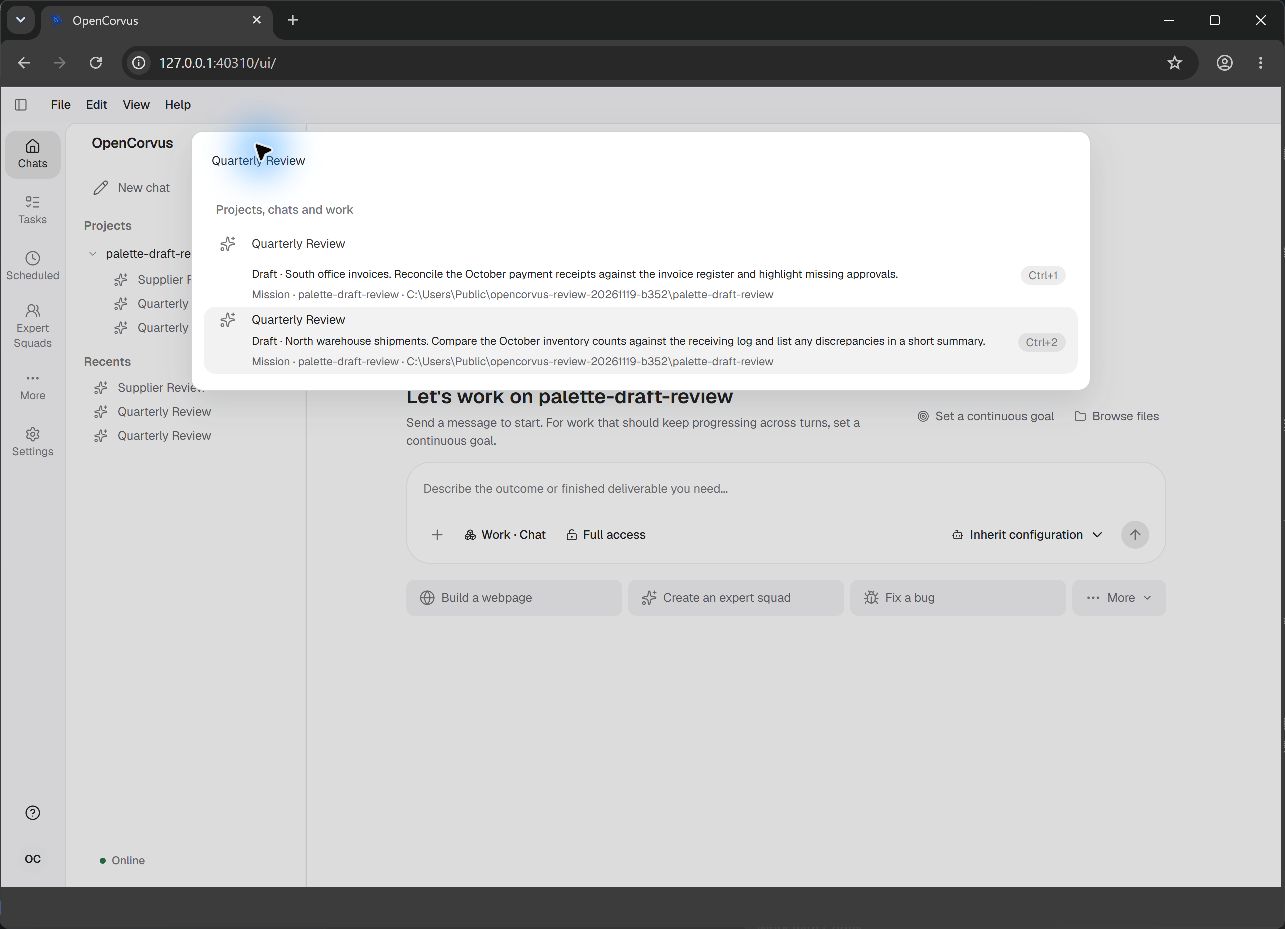 OpenCorvus
127.0.0.1:40310/ui/
File Edit View Help
Chats
Tasks
Scheduled
Expert
Squads
More
Settings
OC
OpenCorvus
New chat
Projects
palette-draft-re
Supplier R
Quarterly
Quarterly
Recents
Supplier Review
Quarterly Review
Quarterly Review
Online
Quarterly Review
Projects, chats and work
Quarterly Review
Draft · South office invoices. Reconcile the October payment receipts against the invoice register and highlight missing approvals.
Ctrl+1
Mission · palette-draft-review · C:\Users\Public\opencorvus-review-20261119-b352\palette-draft-review
Quarterly Review
Draft · North warehouse shipments. Compare the October inventory counts against the receiving log and list any discrepancies in a short summary.
Ctrl+2
Mission · palette-draft-review · C:\Users\Public\opencorvus-review-20261119-b352\palette-draft-review
Let's work on palette-draft-review
Send a message to start. For work that should keep progressing across turns, set a
continuous goal.
Set a continuous goal
Browse files
Describe the outcome or finished deliverable you need...
Work · Chat
Full access
Inherit configuration
Build a webpage
Create an expert squad
Fix a bug
More